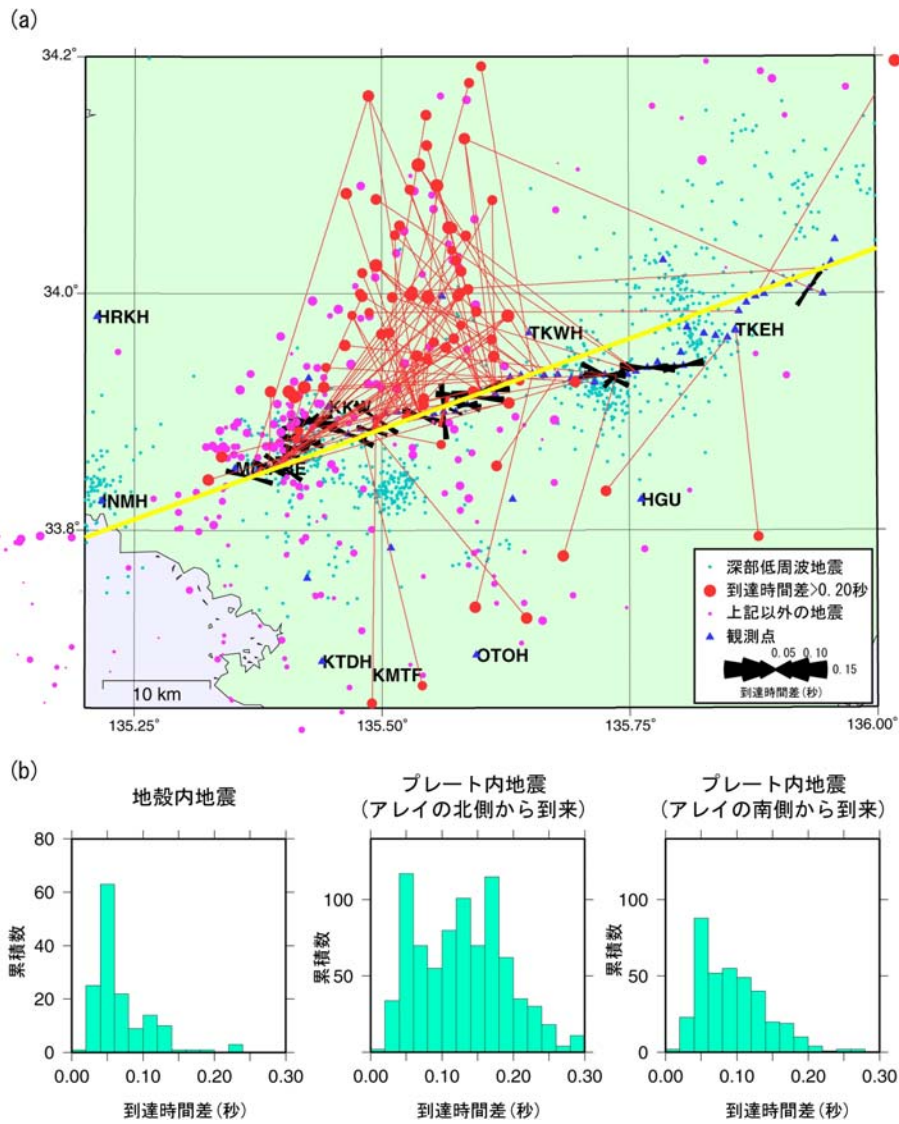 (a)
34.2°
34.0°
33.8°
135.25°
135.50°
135.75°
136.00°
HRKH
TKWH
TKEH
INMH
HGU
KTDH
KMTF
OTOH
10 km
深部低周波地震
到達時間差>0.20秒
上記以外の地震
観測点
0.05 0.10
0.15
到達時間差(秒)
(b)
地殻内地震
プレート内地震
(アレイの北側から到来)
プレート内地震
(アレイの南側から到来)
80
60
40
20
0
累積数
0.00 0.10 0.20 0.30
到達時間差(秒)
100
50
0
累積数
0.00 0.10 0.20 0.30
到達時間差(秒)
100
50
0
累積数
0.00 0.10 0.20 0.30
到達時間差(秒)